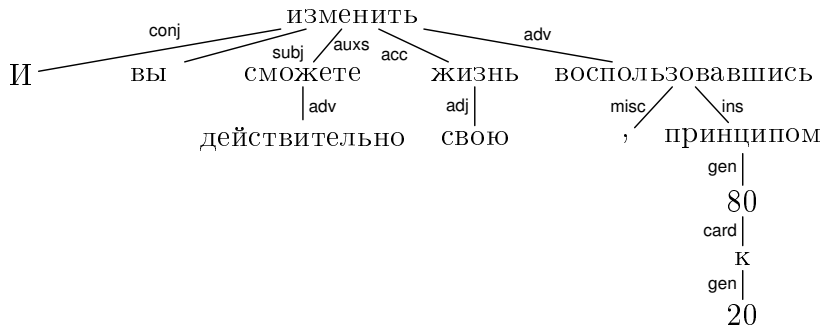 изменить
conj
subj
auxs
acc
adv
И
вы
сможете
жизнь
воспользовавшись
adv
adj
misc
ins
действительно
свою
,
принципом
gen
80
card
к
gen
20